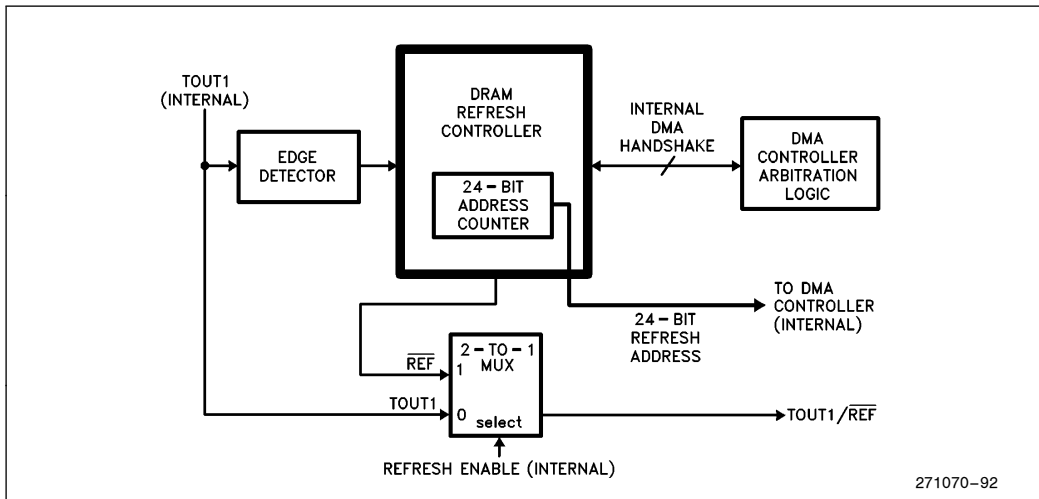 TOUT1
(INTERNAL)
EDGE
DETECTOR
DRAM
REFRESH
CONTROLLER
24-BIT
ADDRESS
COUNTER
INTERNAL
DMA
HANDSHAKE
DMA
CONTROLLER
ARBITRATION
LOGIC
TO DMA
CONTROLLER
(INTERNAL)
24-BIT
REFRESH
ADDRESS
2-TO-1
MUX
R̅E̅F̅
1
TOUT1
0
select
TOUT1/R̅E̅F̅
REFRESH ENABLE (INTERNAL)
271070-92